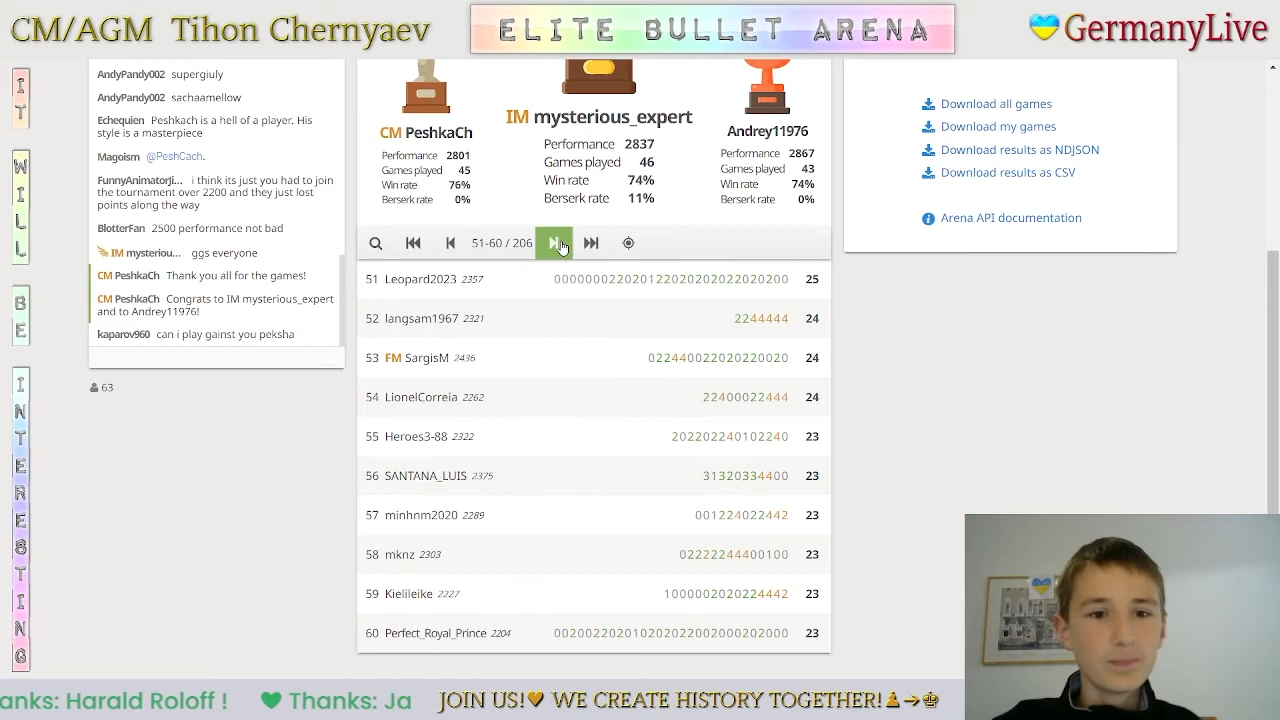 CM/AGM Tihon Chernyaev
ELITE BULLET ARENA
GermanyLive
IT
WILL
BE
INTERESTING
AndyPandy002 supergiuly
AndyPandy002 sachaamellow
Echequien Peshkach is a hell of a player. His
style is a masterpiece
Magoism @PeshCach.
FunnyAnimatorJi... i think its just you had to join
the tournament over 2200 and they just lost
points along the way
BlotterFan 2500 performance not bad
IM mysteriou... ggs everyone
CM PeshkaCh Thank you all for the games!
CM PeshkaCh Congrats to IM mysterious_expert
and to Andrey11976!
kaparov960 can i play gainst you peksha
63
CM PeshkaCh
Performance 2801
Games played 45
Win rate 76%
Berserk rate 0%
IM mysterious_expert
Performance 2837
Games played 46
Win rate 74%
Berserk rate 11%
Andrey11976
Performance 2867
Games played 43
Win rate 74%
Berserk rate 0%
51-60 / 206
51 Leopard2023 2357 000000022020122020202022020200 25
52 langsam1967 2321 2244444 24
53 FM SargisM 2436 022440022020220020 24
54 LionelCorreia 2262 22400022444 24
55 Heroes3-88 2322 202202240102240 23
56 SANTANA_LUIS 2375 31320334400 23
57 minhnm2020 2289 001224022442 23
58 mknz 2303 02222244400100 23
59 Kielileike 2227 1000002020224442 23
60 Perfect_Royal_Prince 2204 002002202010202022002000202000 23
Download all games
Download my games
Download results as NDJSON
Download results as CSV
Arena API documentation
anks: Harald Roloff ! Thanks: Ja
JOIN US! WE CREATE HISTORY TOGETHER!